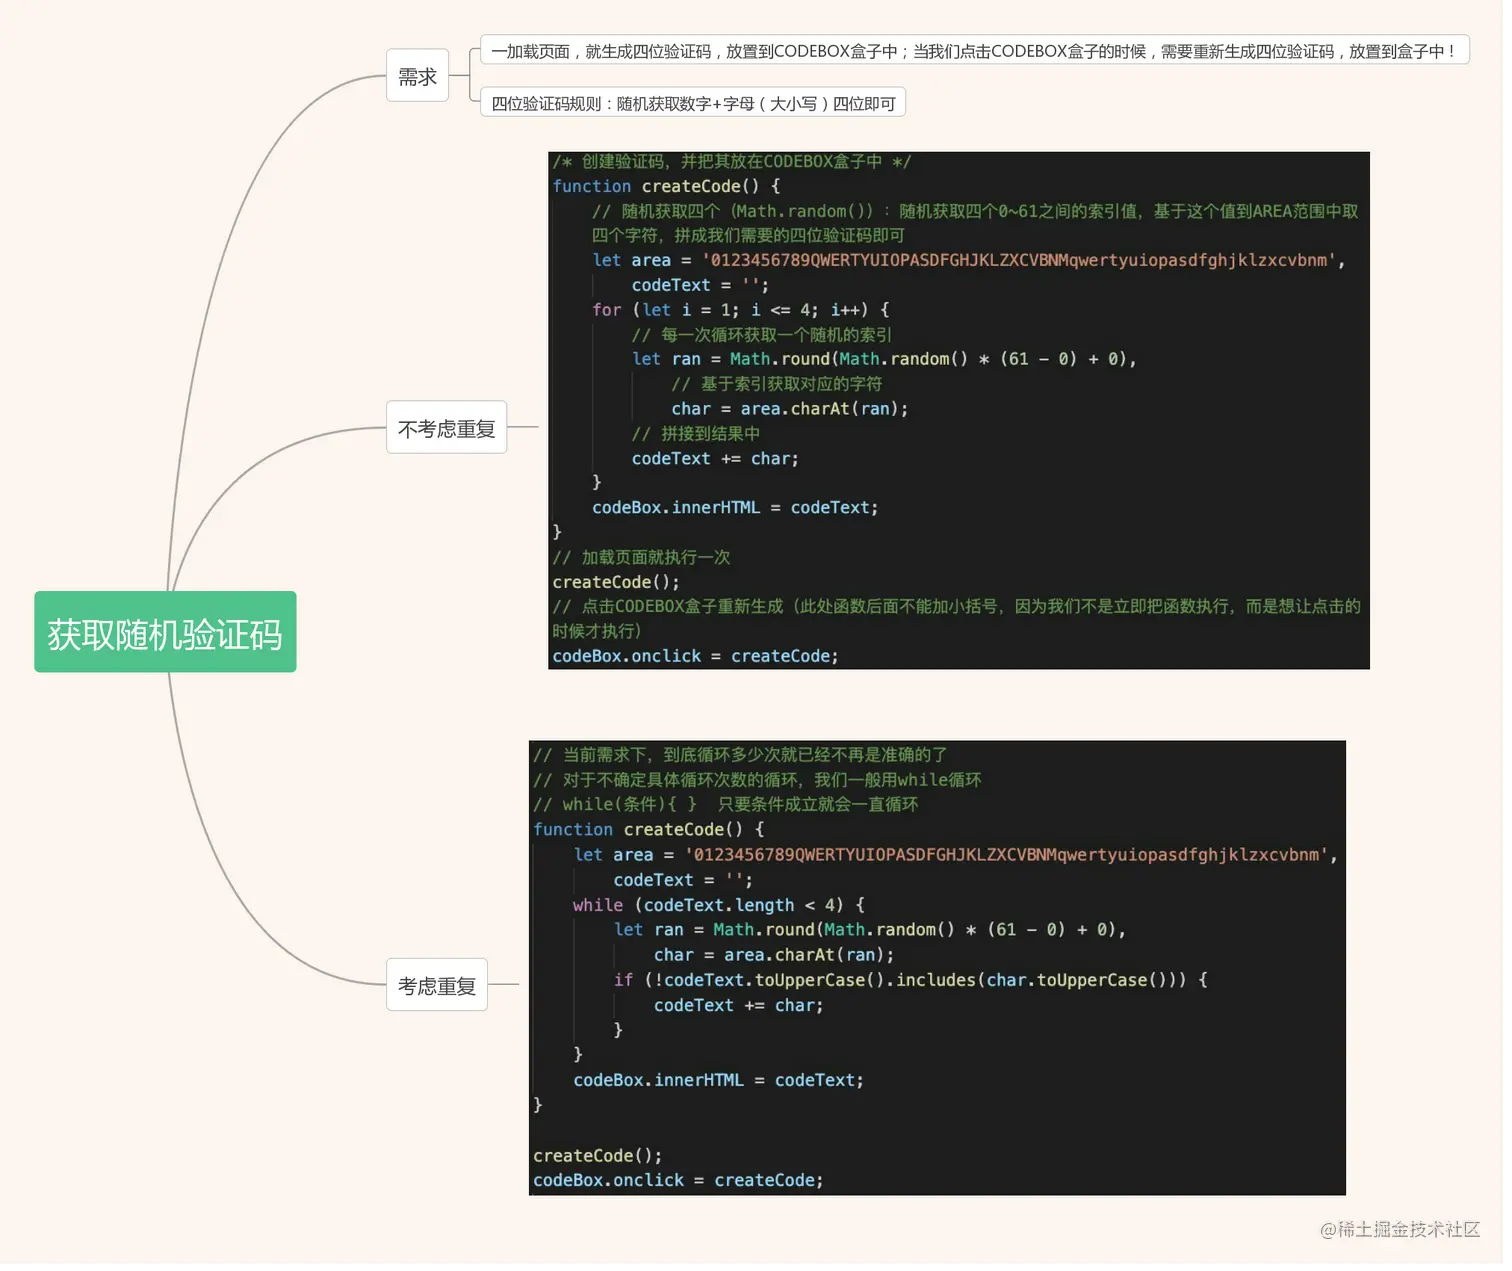 获取随机验证码
需求
一加载页面，就生成四位验证码，放置到CODEBOX盒子中；当我们点击CODEBOX盒子的时候，需要重新生成四位验证码，放置到盒子中！
四位验证码规则：随机获取数字+字母（大小写）四位即可
不考虑重复
/* 创建验证码，并把其放在CODEBOX盒子中 */
function createCode() {
// 随机获取四个（Math.random()）：随机获取四个0~61之间的索引值，基于这个值到AREA范围中取
四个字符，拼成我们需要的四位验证码即可
let area = '0123456789QWERTYUIOPASDFGHJKLZXCVBNMqwertyuiopasdfghjklzxcvbnm',
codeText = '';
for (let i = 1; i <= 4; i++) {
// 每一次循环获取一个随机的索引
let ran = Math.round(Math.random() * (61 - 0) + 0),
// 基于索引获取对应的字符
char = area.charAt(ran);
// 拼接到结果中
codeText += char;
}
codeBox.innerHTML = codeText;
}
// 加载页面就执行一次
createCode();
// 点击CODEBOX盒子重新生成（此处函数后面不能加小括号，因为我们不是立即把函数执行，而是想让点击的
时候才执行）
codeBox.onclick = createCode;
考虑重复
// 当前需求下，到底循环多少次就已经不再是准确的了
// 对于不确定具体循环次数的循环，我们一般用while循环
// while(条件){ }  只要条件成立就会一直循环
function createCode() {
let area = '0123456789QWERTYUIOPASDFGHJKLZXCVBNMqwertyuiopasdfghjklzxcvbnm',
codeText = '';
while (codeText.length < 4) {
let ran = Math.round(Math.random() * (61 - 0) + 0),
char = area.charAt(ran);
if (!codeText.toUpperCase().includes(char.toUpperCase())) {
codeText += char;
}
}
codeBox.innerHTML = codeText;
}
createCode();
codeBox.onclick = createCode;
@稀土掘金技术社区